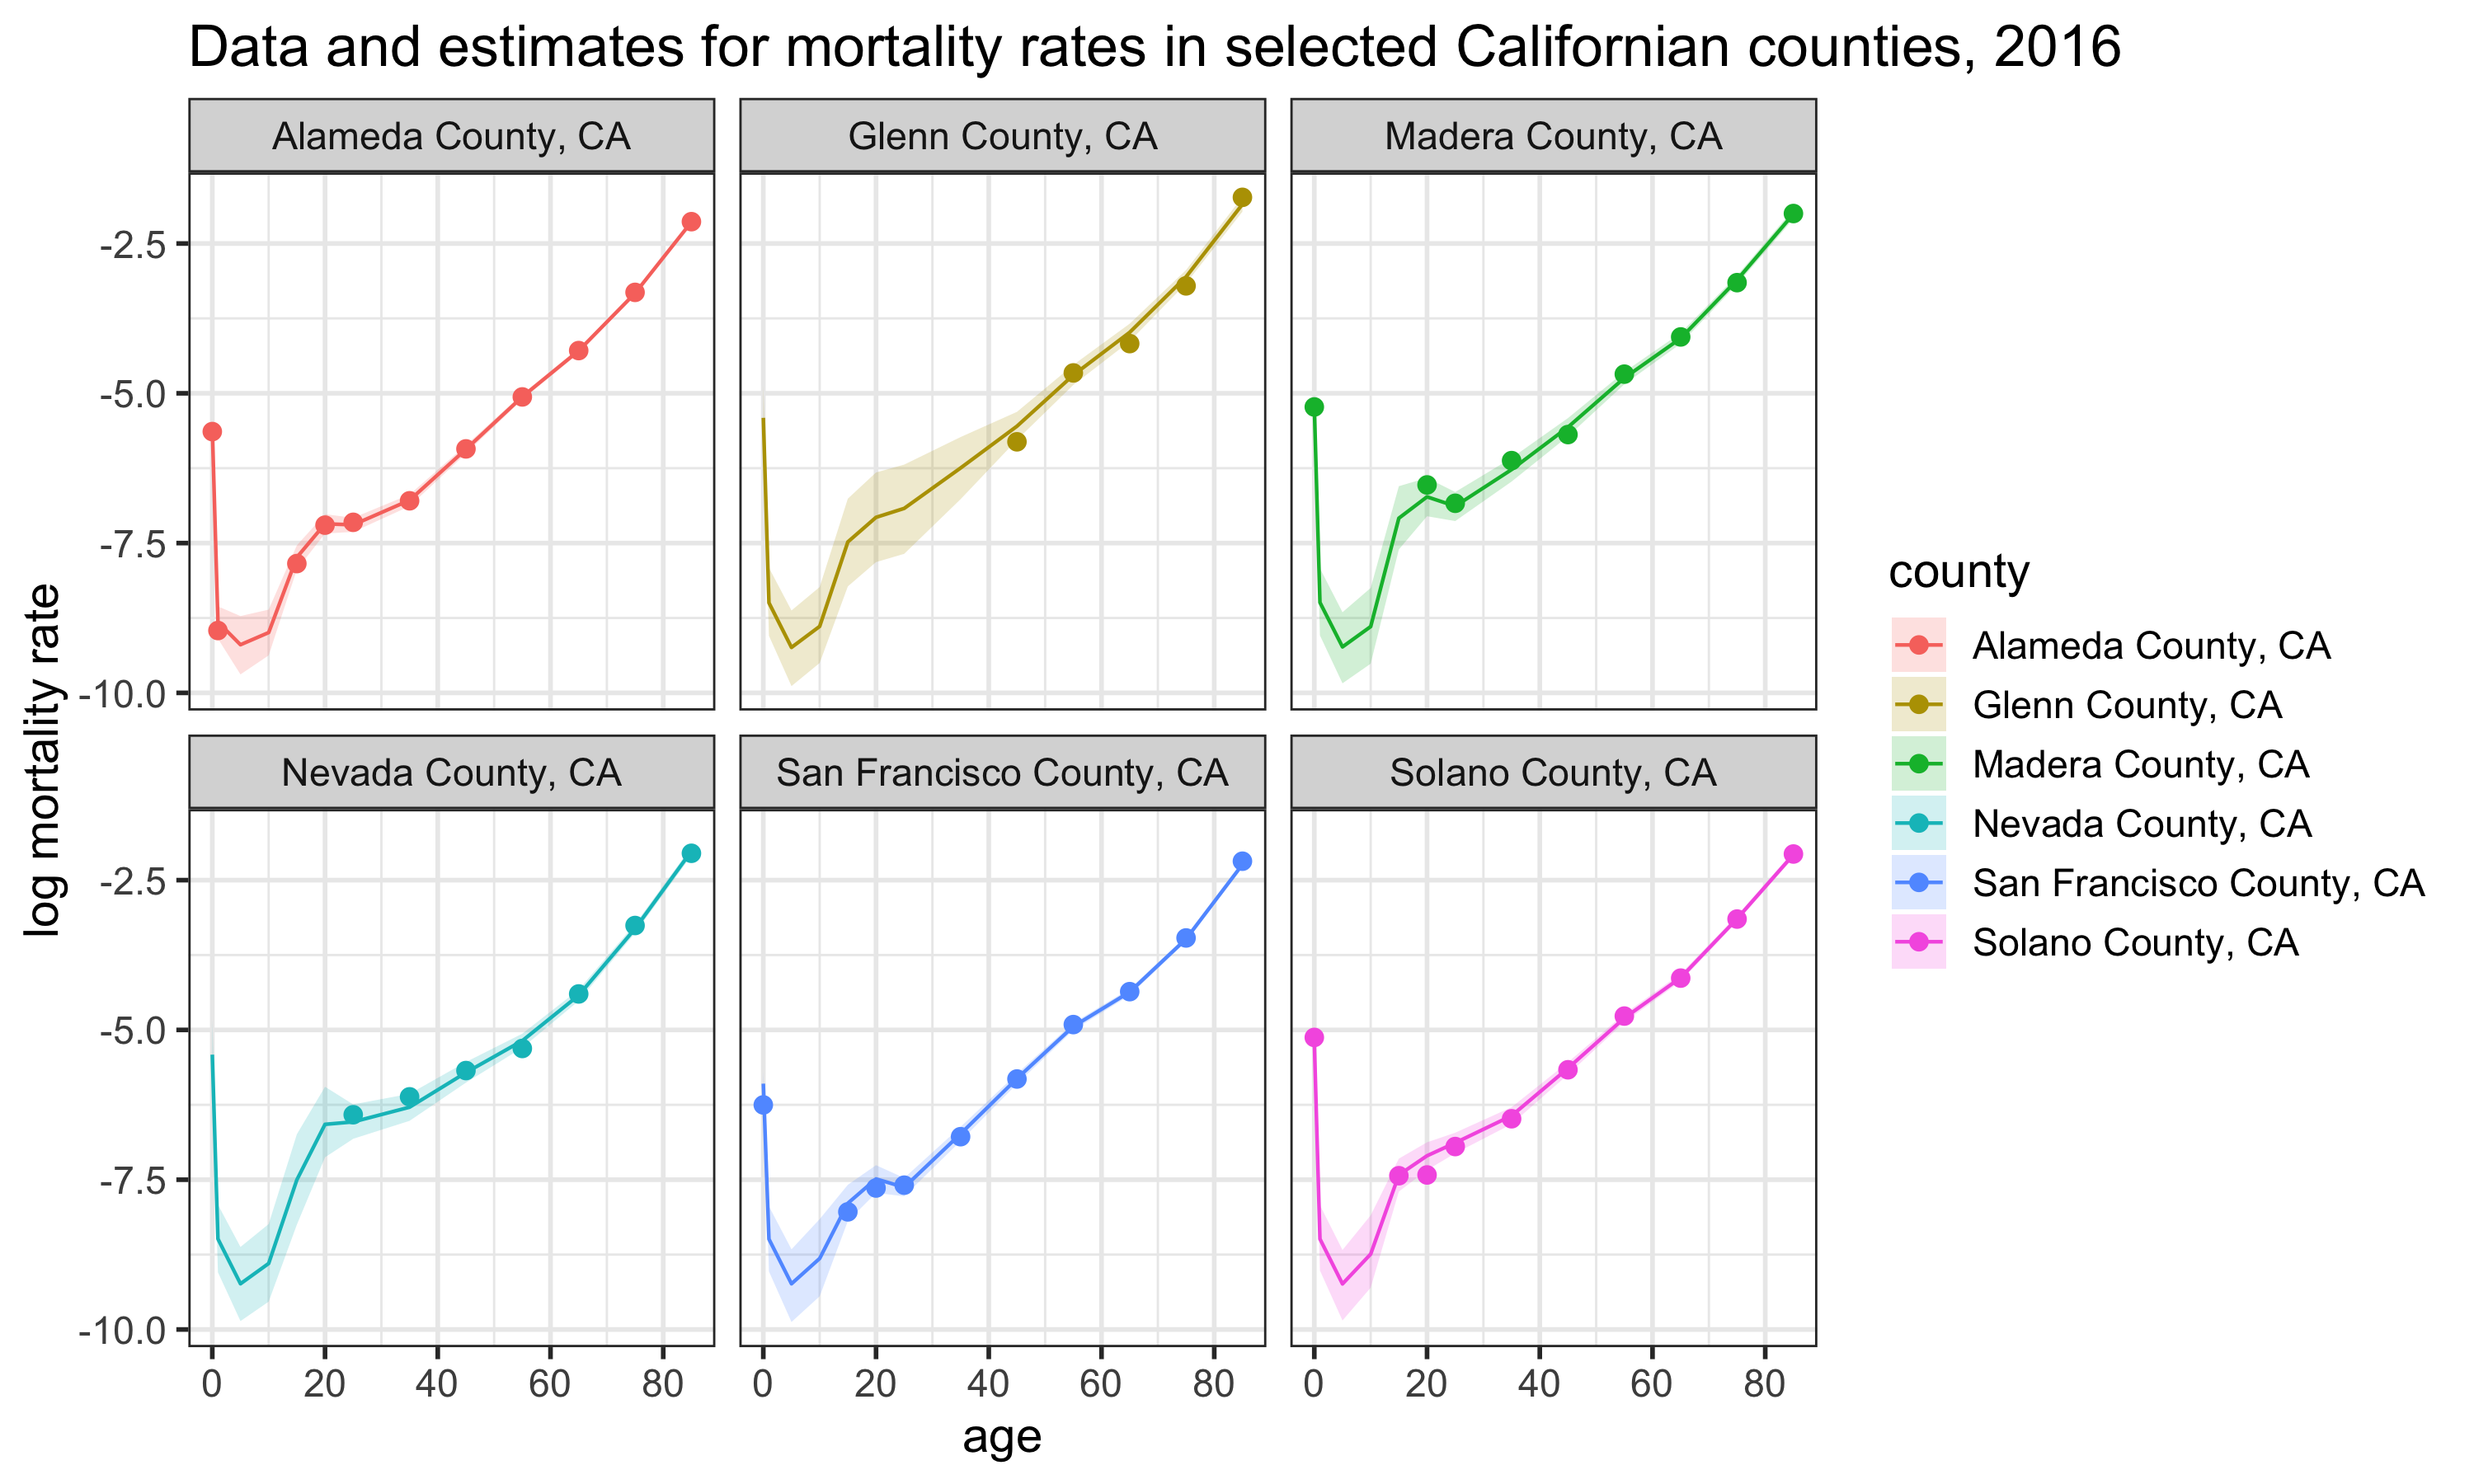 Data and estimates for mortality rates in selected Californian counties, 2016
Alameda County, CA
Glenn County, CA
Madera County, CA
-2.5
-5.0
-7.5
-10.0
Nevada County, CA
San Francisco County, CA
Solano County, CA
-2.5
-5.0
-7.5
-10.0
log mortality rate
0 20 40 60 80
0 20 40 60 80
0 20 40 60 80
age
county
Alameda County, CA
Glenn County, CA
Madera County, CA
Nevada County, CA
San Francisco County, CA
Solano County, CA